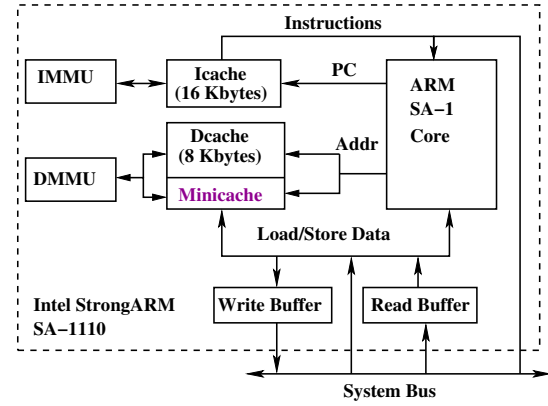 Instructions
IMMU
Icache
(16 Kbytes)
PC
ARM
SA-1
Core
Dcache
(8 Kbytes)
Addr
DMMU
Minicache
Load/Store Data
Intel StrongARM
SA-1110
Write Buffer
Read Buffer
System Bus